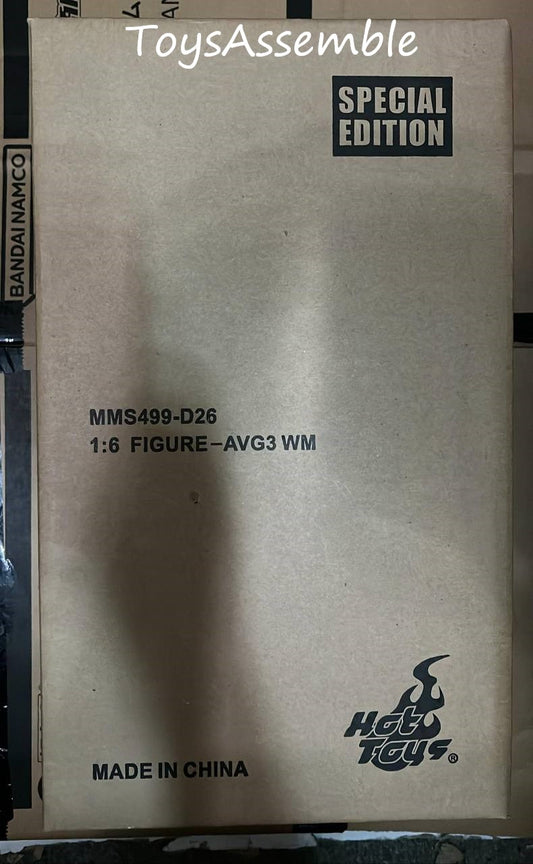 ToysAssemble
SPECIAL
EDITION
BANDAI NAMCO
MMS499-D26
1:6 FIGURE-AVG3 WM
Hot
Toys®
MADE IN CHINA